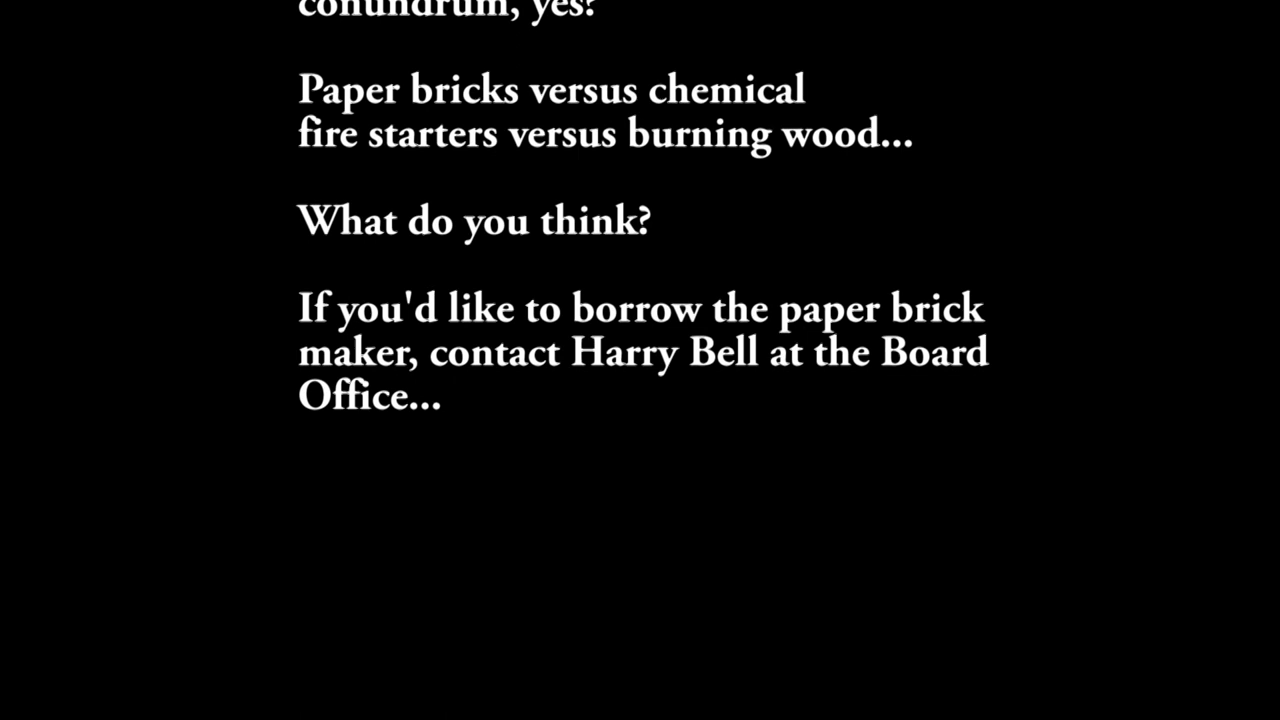 conundrum, yes?
Paper bricks versus chemical
fire starters versus burning wood...
What do you think?
If you'd like to borrow the paper brick
maker, contact Harry Bell at the Board
Office...